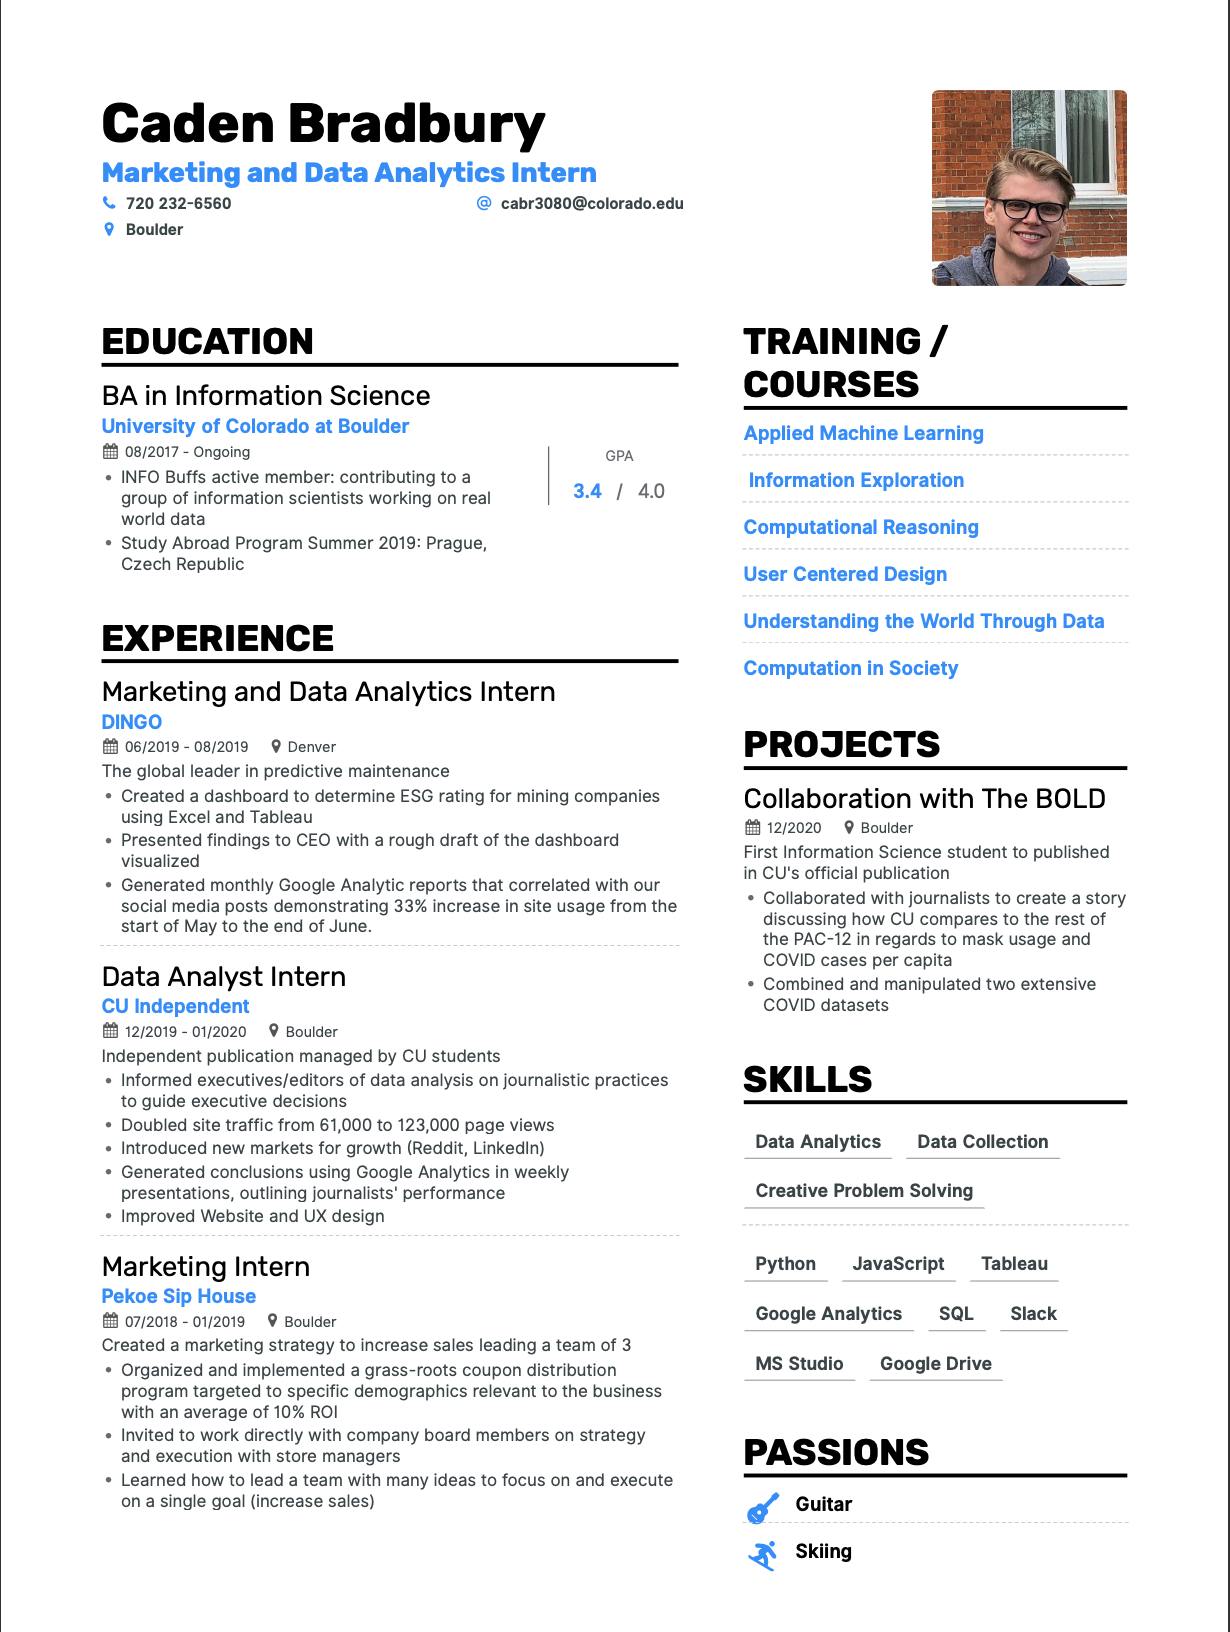 Caden Bradbury
Marketing and Data Analytics Intern
720 232-6560
cabr3080@colorado.edu
Boulder
EDUCATION
BA in Information Science
University of Colorado at Boulder
08/2017 - Ongoing
INFO Buffs active member: contributing to a
group of information scientists working on real
world data
Study Abroad Program Summer 2019: Prague,
Czech Republic
GPA
3.4 / 4.0
EXPERIENCE
Marketing and Data Analytics Intern
DINGO
06/2019 - 08/2019 Denver
The global leader in predictive maintenance
Created a dashboard to determine ESG rating for mining companies
using Excel and Tableau
Presented findings to CEO with a rough draft of the dashboard
visualized
Generated monthly Google Analytic reports that correlated with our
social media posts demonstrating 33% increase in site usage from the
start of May to the end of June.
Data Analyst Intern
CU Independent
12/2019 - 01/2020 Boulder
Independent publication managed by CU students
Informed executives/editors of data analysis on journalistic practices
to guide executive decisions
Doubled site traffic from 61,000 to 123,000 page views
Introduced new markets for growth (Reddit, LinkedIn)
Generated conclusions using Google Analytics in weekly
presentations, outlining journalists' performance
Improved Website and UX design
Marketing Intern
Pekoe Sip House
07/2018 - 01/2019 Boulder
Created a marketing strategy to increase sales leading a team of 3
Organized and implemented a grass-roots coupon distribution
program targeted to specific demographics relevant to the business
with an average of 10% ROI
Invited to work directly with company board members on strategy
and execution with store managers
Learned how to lead a team with many ideas to focus on and execute
on a single goal (increase sales)
TRAINING /
COURSES
Applied Machine Learning
Information Exploration
Computational Reasoning
User Centered Design
Understanding the World Through Data
Computation in Society
PROJECTS
Collaboration with The BOLD
12/2020 Boulder
First Information Science student to published
in CU's official publication
Collaborated with journalists to create a story
discussing how CU compares to the rest of
the PAC-12 in regards to mask usage and
COVID cases per capita
Combined and manipulated two extensive
COVID datasets
SKILLS
Data Analytics Data Collection
Creative Problem Solving
Python JavaScript Tableau
Google Analytics SQL Slack
MS Studio Google Drive
PASSIONS
Guitar
Skiing